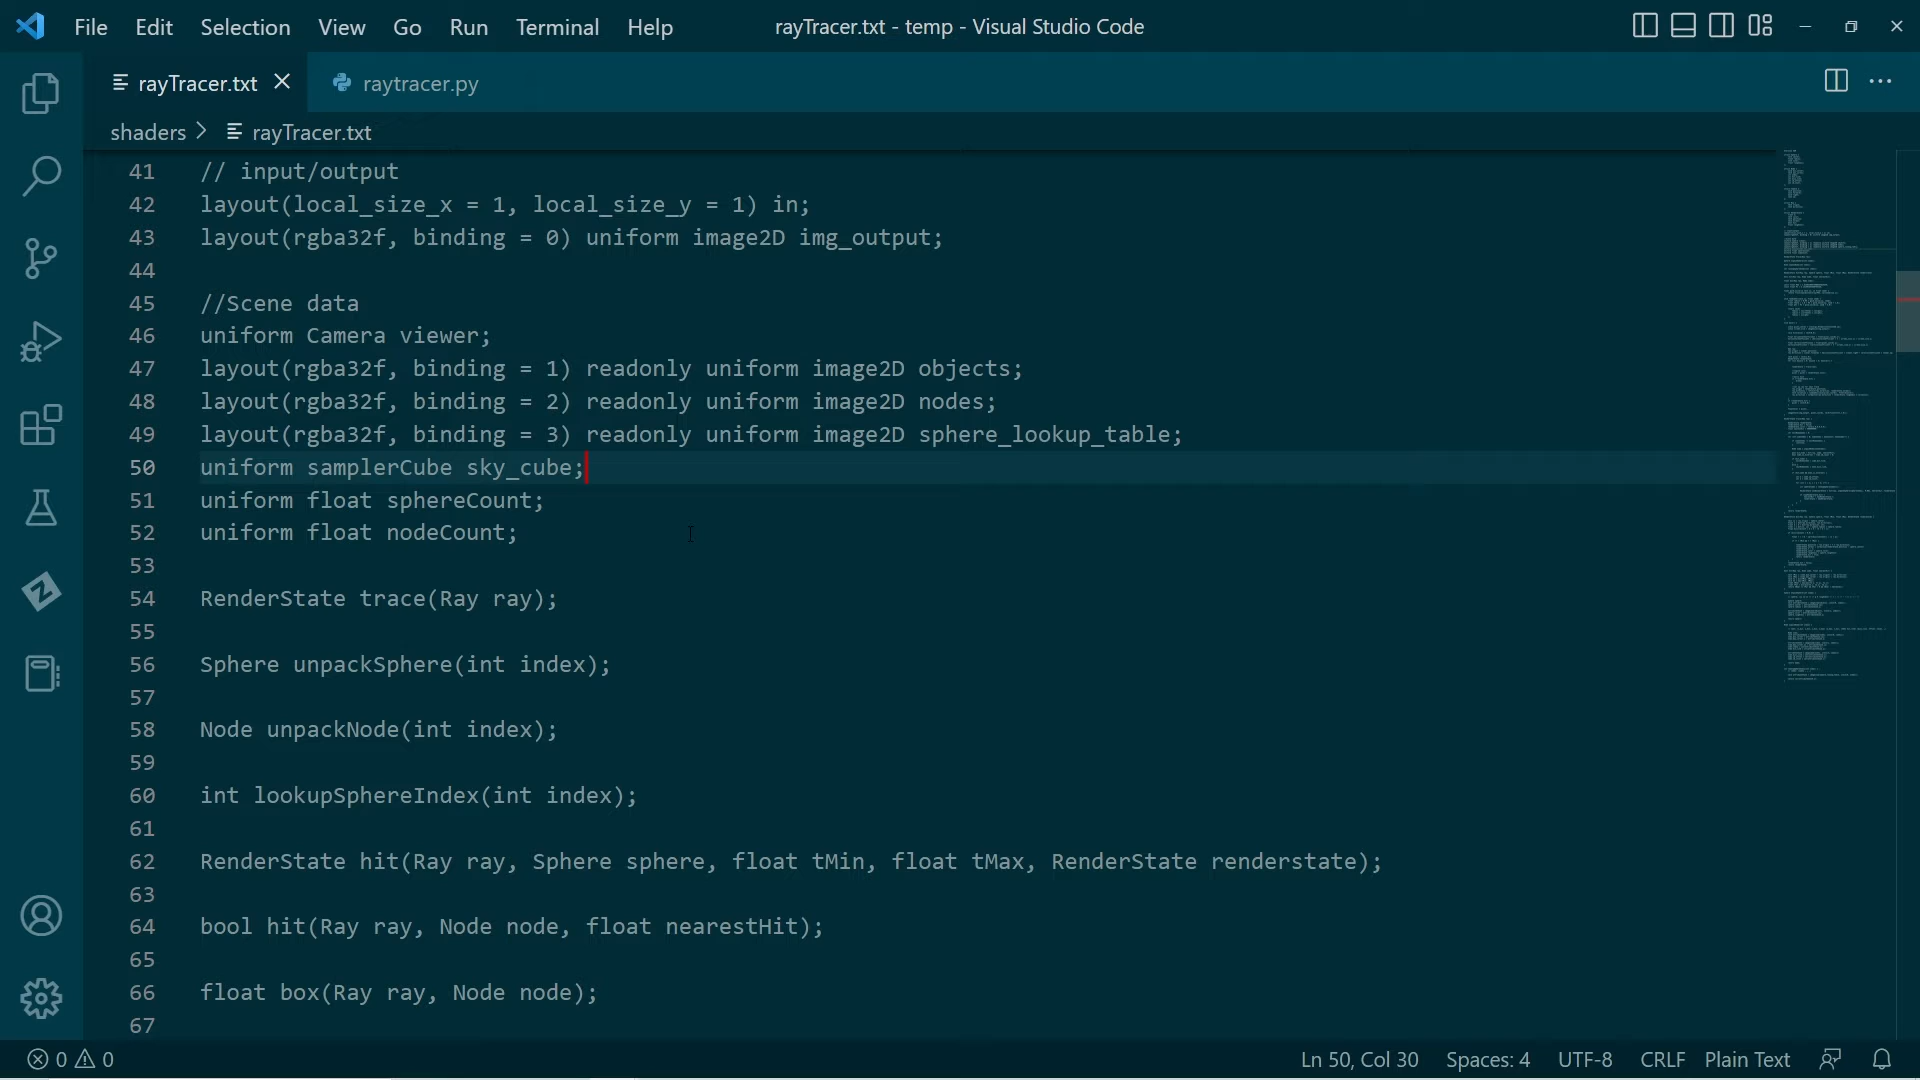 File Edit Selection View Go Run Terminal Help rayTracer.txt - temp - Visual Studio Code
rayTracer.txt raytracer.py
shaders > rayTracer.txt
41 // input/output
42 layout(local_size_x = 1, local_size_y = 1) in;
43 layout(rgba32f, binding = 0) uniform image2D img_output;
44
45 //Scene data
46 uniform Camera viewer;
47 layout(rgba32f, binding = 1) readonly uniform image2D objects;
48 layout(rgba32f, binding = 2) readonly uniform image2D nodes;
49 layout(rgba32f, binding = 3) readonly uniform image2D sphere_lookup_table;
50 uniform samplerCube sky_cube;
51 uniform float sphereCount;
52 uniform float nodeCount;
53
54 RenderState trace(Ray ray);
55
56 Sphere unpackSphere(int index);
57
58 Node unpackNode(int index);
59
60 int lookupSphereIndex(int index);
61
62 RenderState hit(Ray ray, Sphere sphere, float tMin, float tMax, RenderState renderstate);
63
64 bool hit(Ray ray, Node node, float nearestHit);
65
66 float box(Ray ray, Node node);
67
0 0 Ln 50, Col 30 Spaces: 4 UTF-8 CRLF Plain Text